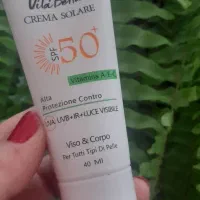 CREMA SOLARE
SPF 50+
Vitamina A E
Alta
Protezione Contro
UVA-UVB+IR+LUCE VISIBILE
Viso & Corpo
Per Tutti Tipi Di Pelle
40 Ml